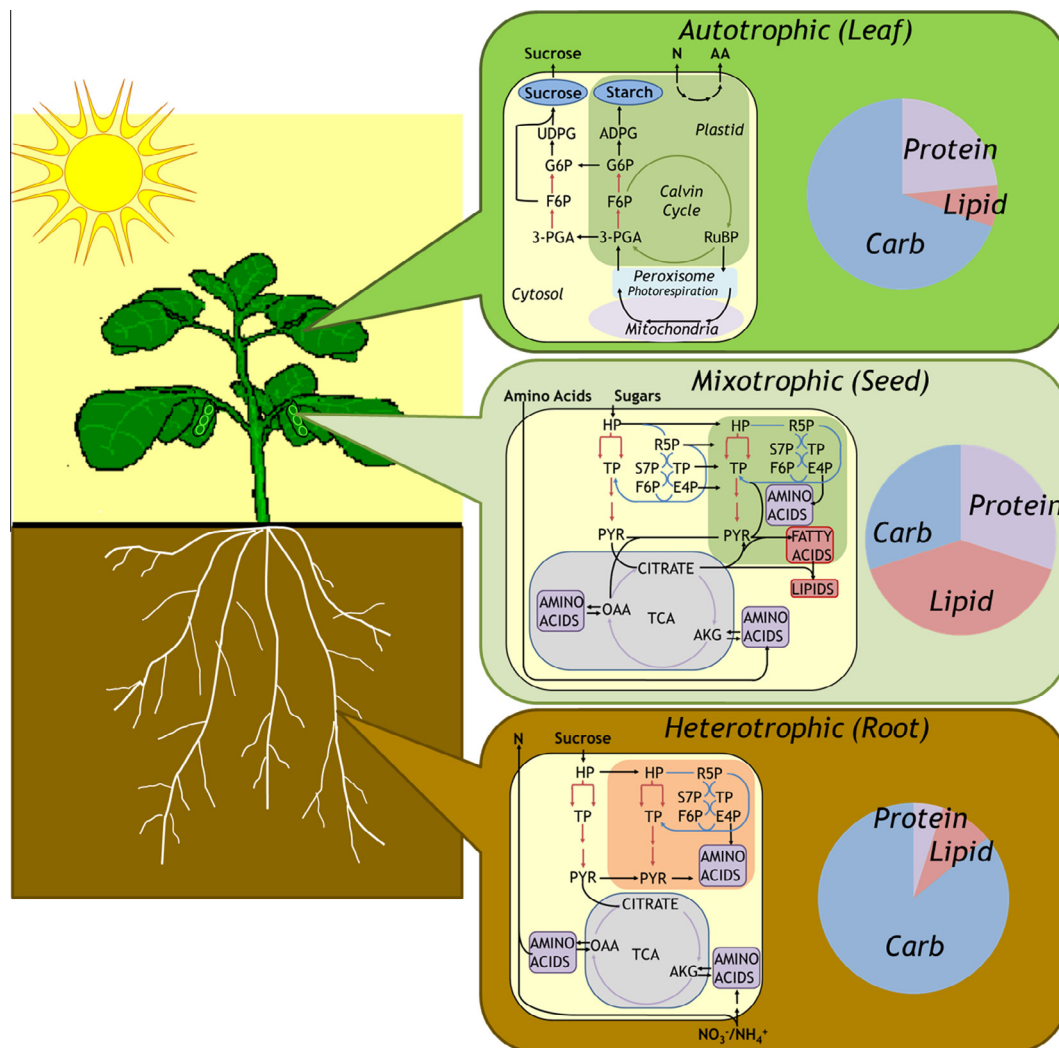 Autotrophic (Leaf)
Sucrose
N
AA
Sucrose
Starch
UDPG
ADPG
Plastid
G6P
G6P
F6P
F6P
Calvin
Cycle
3-PGA
3-PGA
RuBP
Cytosol
Peroxisome
Photorespiration
Mitochondria
Protein
Lipid
Carb
Mixotrophic (Seed)
Amino Acids
Sugars
HP
R5P
S7P
TP
TP
F6P
E4P
HP
R5P
S7P
TP
TP
F6P
E4P
AMINO
ACIDS
PYR
PYR
FATTY
ACIDS
CITRATE
LIPIDS
AMINO
ACIDS
OAA
TCA
AKG
AMINO
ACIDS
Protein
Carb
Lipid
Heterotrophic (Root)
N
Sucrose
HP
HP
R5P
S7P
TP
TP
TP
F6P
E4P
AMINO
ACIDS
PYR
PYR
CITRATE
AMINO
ACIDS
OAA
TCA
AKG
AMINO
ACIDS
NO₃⁻/NH₄⁺
Protein
Lipid
Carb